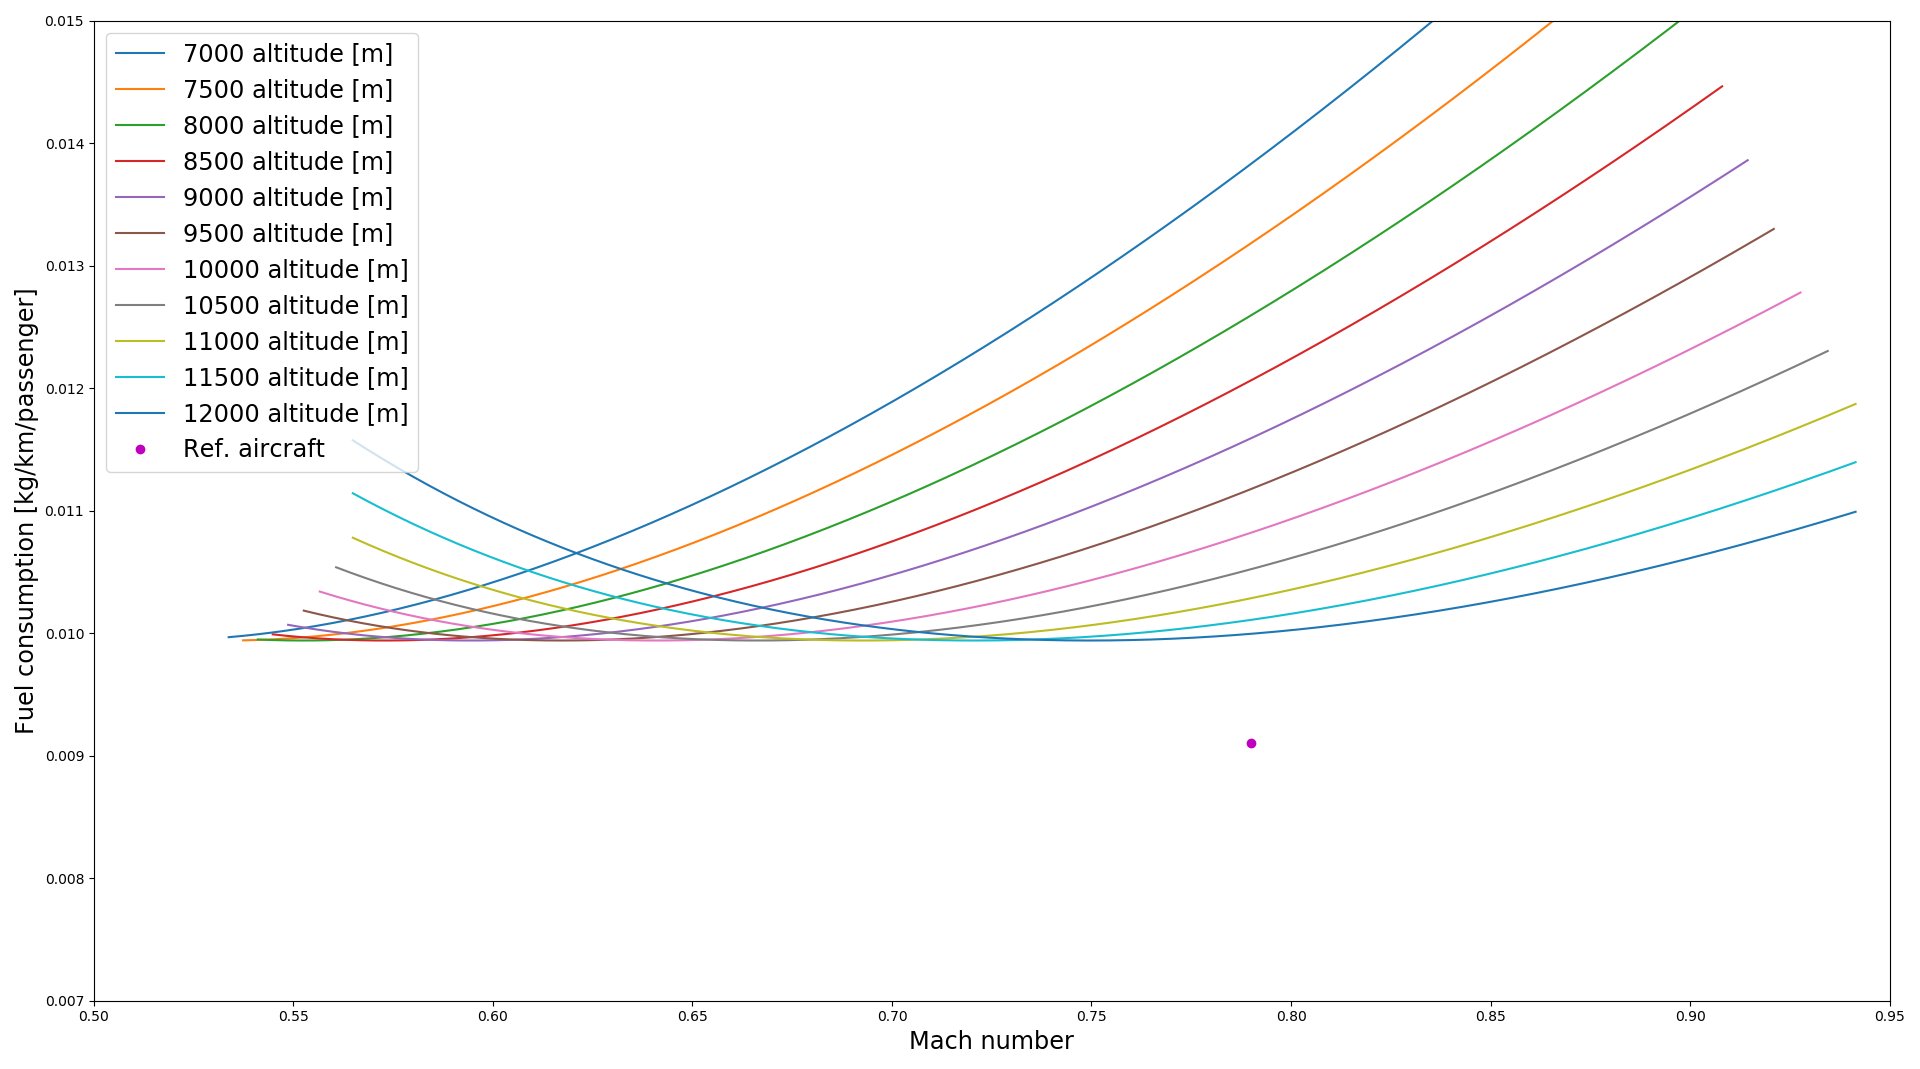 0.015
0.014
0.013
0.012
0.011
0.010
0.009
0.008
0.007
Fuel consumption [kg/km/passenger]
7000 altitude [m]
7500 altitude [m]
8000 altitude [m]
8500 altitude [m]
9000 altitude [m]
9500 altitude [m]
10000 altitude [m]
10500 altitude [m]
11000 altitude [m]
11500 altitude [m]
12000 altitude [m]
Ref. aircraft
0.50 0.55 0.60 0.65 0.70 0.75 0.80 0.85 0.90 0.95
Mach number